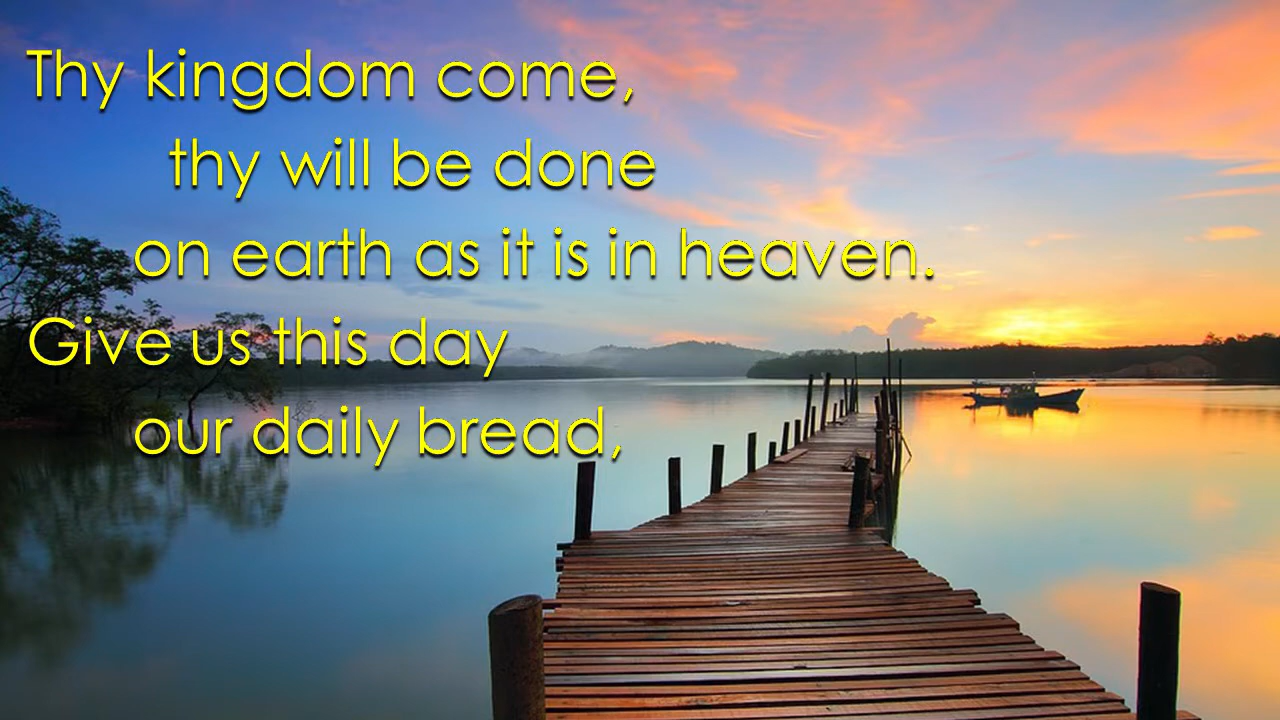 Thy kingdom come,
thy will be done
on earth as it is in heaven.
Give us this day
our daily bread,